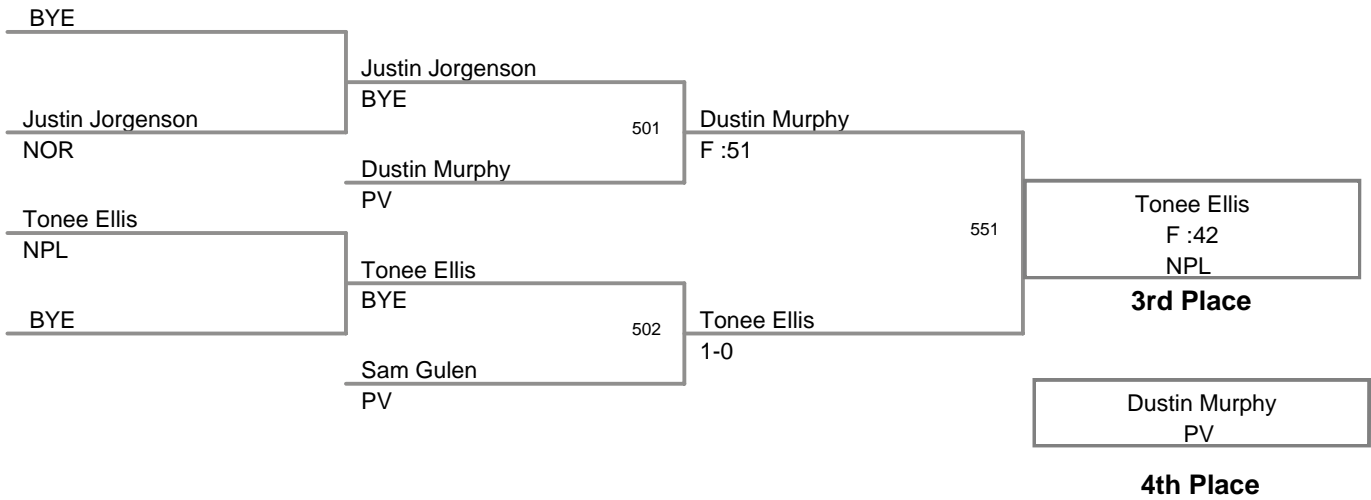 BYE
Justin Jorgenson
BYE
Justin Jorgenson
NOR
501
Dustin Murphy
F :51
Dustin Murphy
PV
Tonee Ellis
NPL
551
Tonee Ellis
F :42
NPL
3rd Place
Tonee Ellis
BYE
BYE
502
Tonee Ellis
1-0
Sam Gulen
PV
Dustin Murphy
PV
4th Place